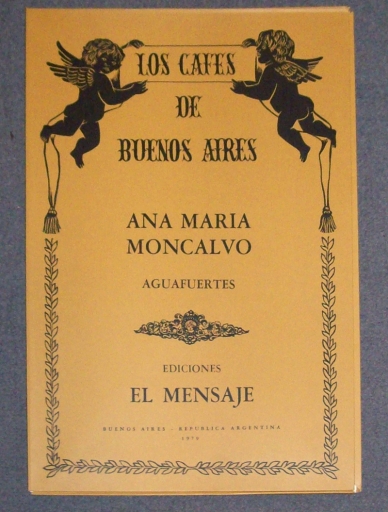 LOS CAFES
DE
BUENOS AIRES
ANA MARIA
MONCALVO
AGUAFUERTES
EDICIONES
EL MENSAJE
BUENOS AIRES - REPUBLICA ARGENTINA